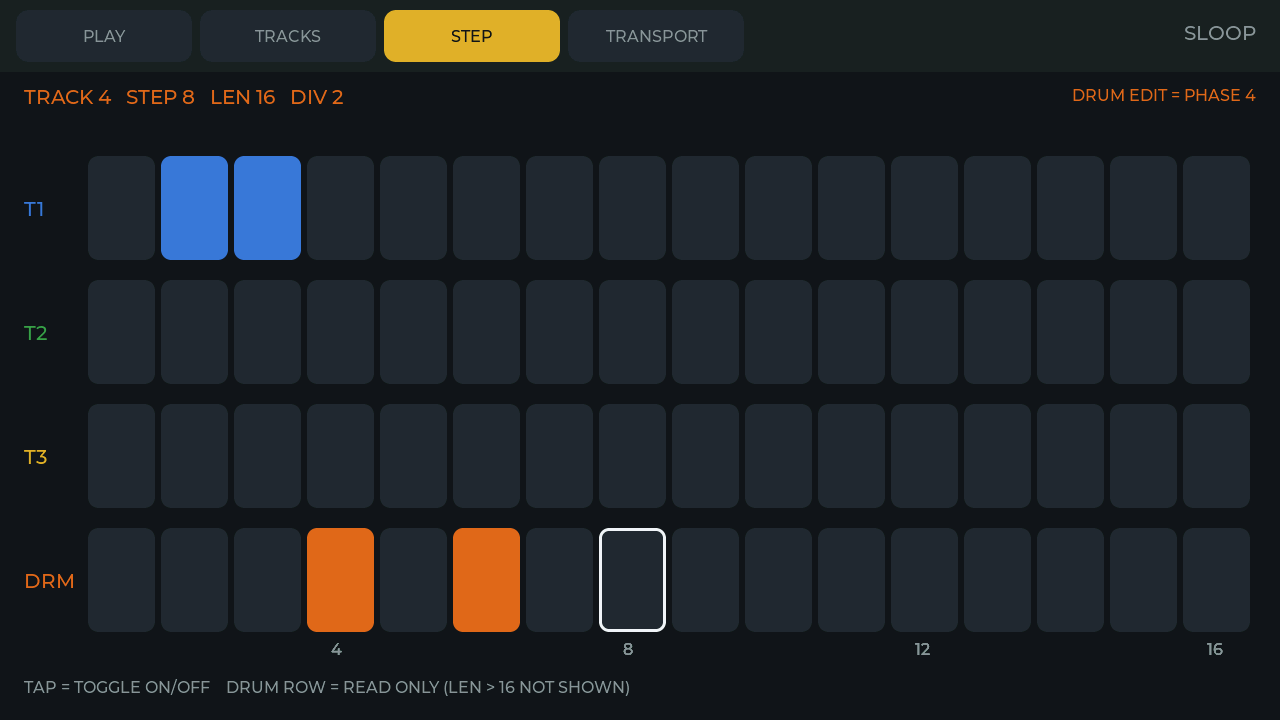 PLAY
TRACKS
STEP
TRANSPORT
SLOOP
TRACK 4 STEP 8 LEN 16 DIV 2
DRUM EDIT = PHASE 4
T1
T2
T3
DRM
4
8
12
16
TAP = TOGGLE ON/OFF DRUM ROW = READ ONLY (LEN > 16 NOT SHOWN)